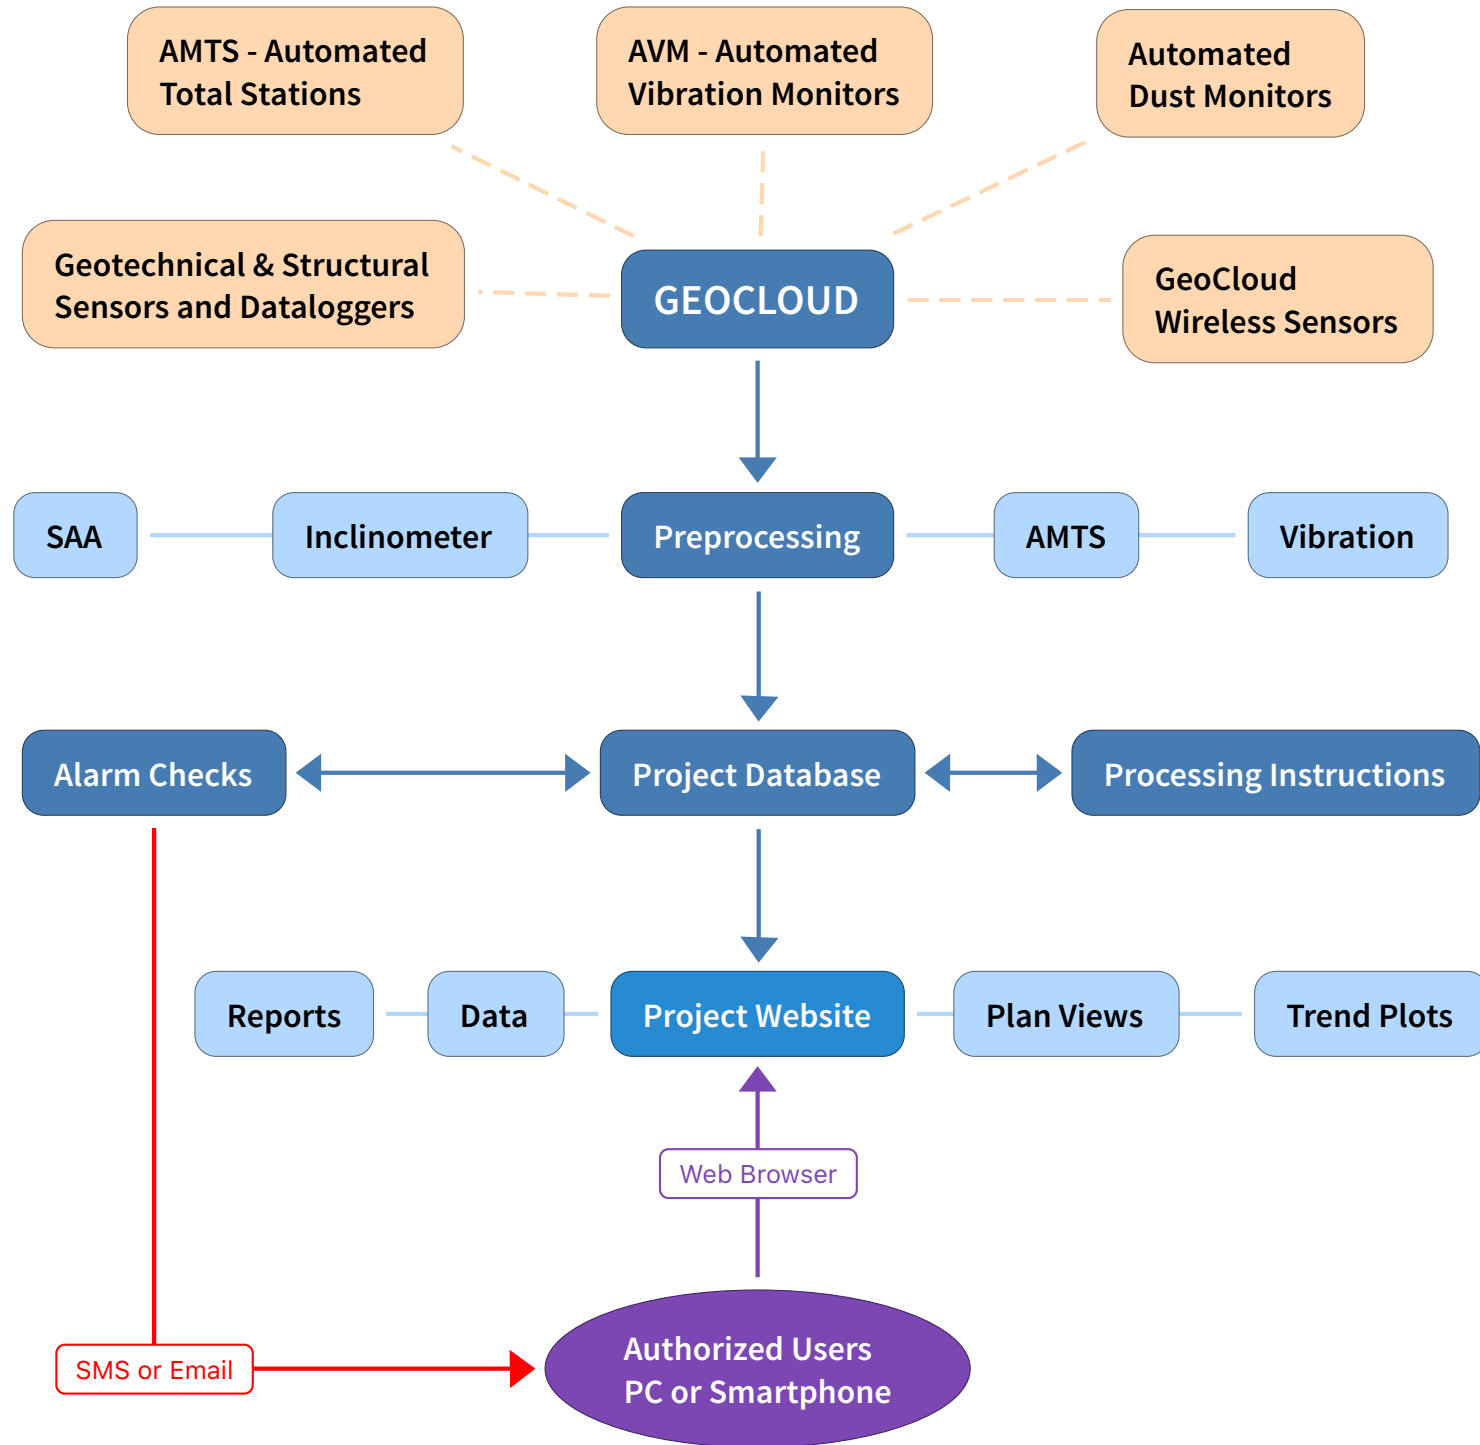 AMTS - Automated
Total Stations
AVM - Automated
Vibration Monitors
Automated
Dust Monitors
Geotechnical & Structural
Sensors and Dataloggers
GEOCLOUD
GeoCloud
Wireless Sensors
SAA
Inclinometer
Preprocessing
AMTS
Vibration
Alarm Checks
Project Database
Processing Instructions
Reports
Data
Project Website
Plan Views
Trend Plots
Web Browser
SMS or Email
Authorized Users
PC or Smartphone